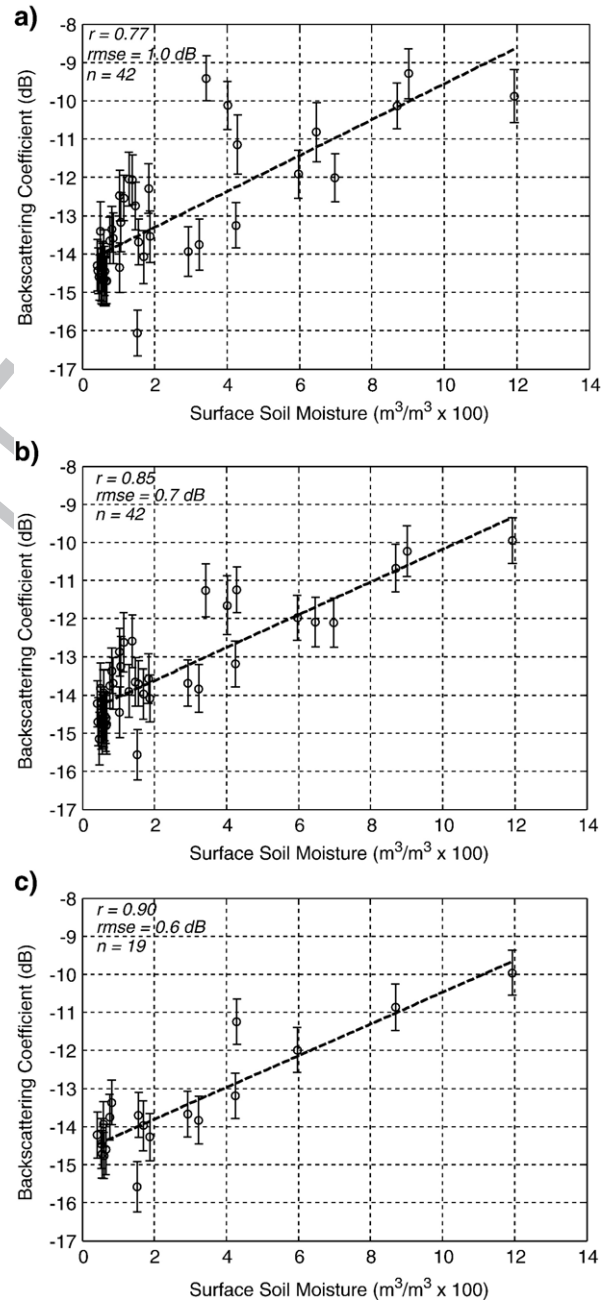 a)
r = 0.77
rmse = 1.0 dB
n = 42
Backscattering Coefficient (dB)
-8
-9
-10
-11
-12
-13
-14
-15
-16
-17
0 2 4 6 8 10 12 14
Surface Soil Moisture (m³/m³ x 100)
b)
r = 0.85
rmse = 0.7 dB
n = 42
Backscattering Coefficient (dB)
-8
-9
-10
-11
-12
-13
-14
-15
-16
-17
0 2 4 6 8 10 12 14
Surface Soil Moisture (m³/m³ x 100)
c)
r = 0.90
rmse = 0.6 dB
n = 19
Backscattering Coefficient (dB)
-8
-9
-10
-11
-12
-13
-14
-15
-16
-17
0 2 4 6 8 10 12 14
Surface Soil Moisture (m³/m³ x 100)